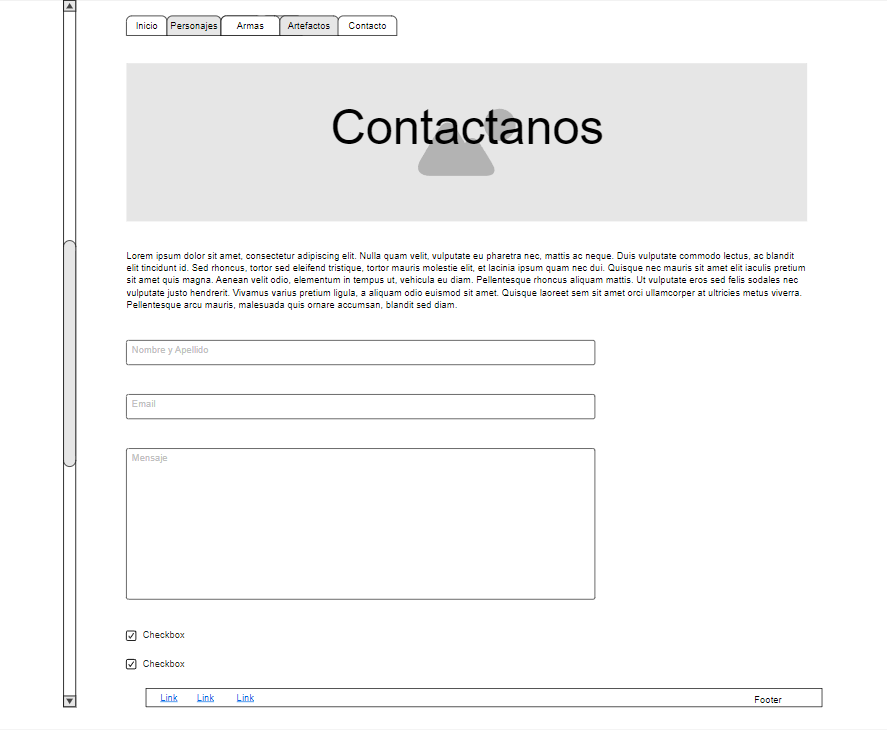 Inicio Personajes Armas Artefactos Contacto
Contactanos
Lorem ipsum dolor sit amet, consectetur adipiscing elit. Nulla quam velit, vulputate eu pharetra nec, mattis ac neque. Duis vulputate commodo lectus, ac blandit
elit tincidunt id. Sed rhoncus, tortor sed eleifend tristique, tortor mauris molestie elit, et lacinia ipsum quam nec dui. Quisque nec mauris sit amet elit iaculis pretium
sit amet quis magna. Aenean velit odio, elementum in tempus ut, vehicula eu diam. Pellentesque rhoncus aliquam mattis. Ut vulputate eros sed felis sodales nec
vulputate justo hendrerit. Vivamus varius pretium ligula, a aliquam odio euismod sit amet. Quisque laoreet sem sit amet orci ullamcorper at ultricies metus viverra.
Pellentesque arcu mauris, malesuada quis ornare accumsan, blandit sed diam.
Nombre y Apellido
Email
Mensaje
Checkbox
Checkbox
Link Link Link Footer